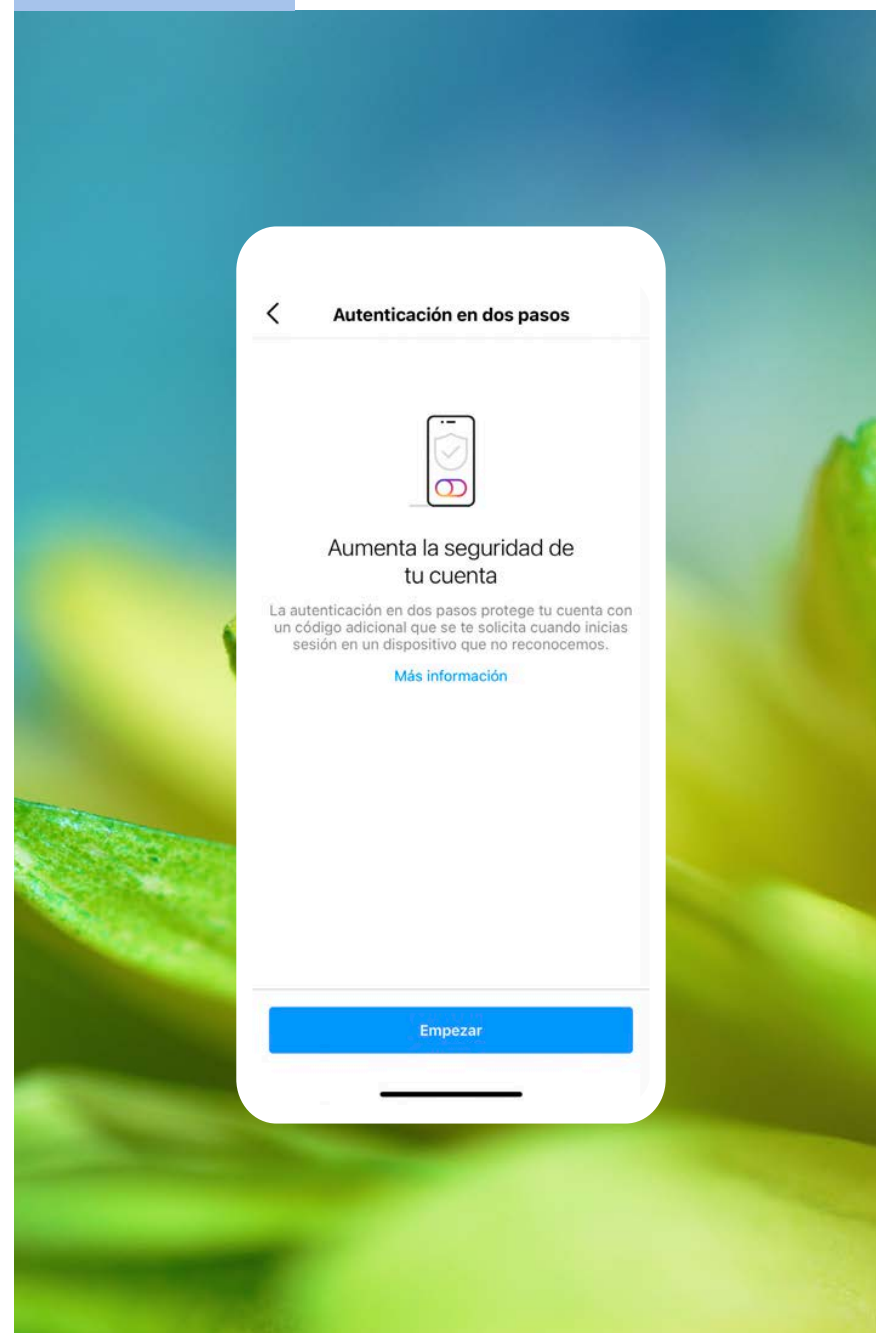 Autenticación en dos pasos
Aumenta la seguridad de
tu cuenta
La autenticación en dos pasos protege tu cuenta con
un código adicional que se te solicita cuando inicias
sesión en un dispositivo que no reconocemos.
Más información
Empezar